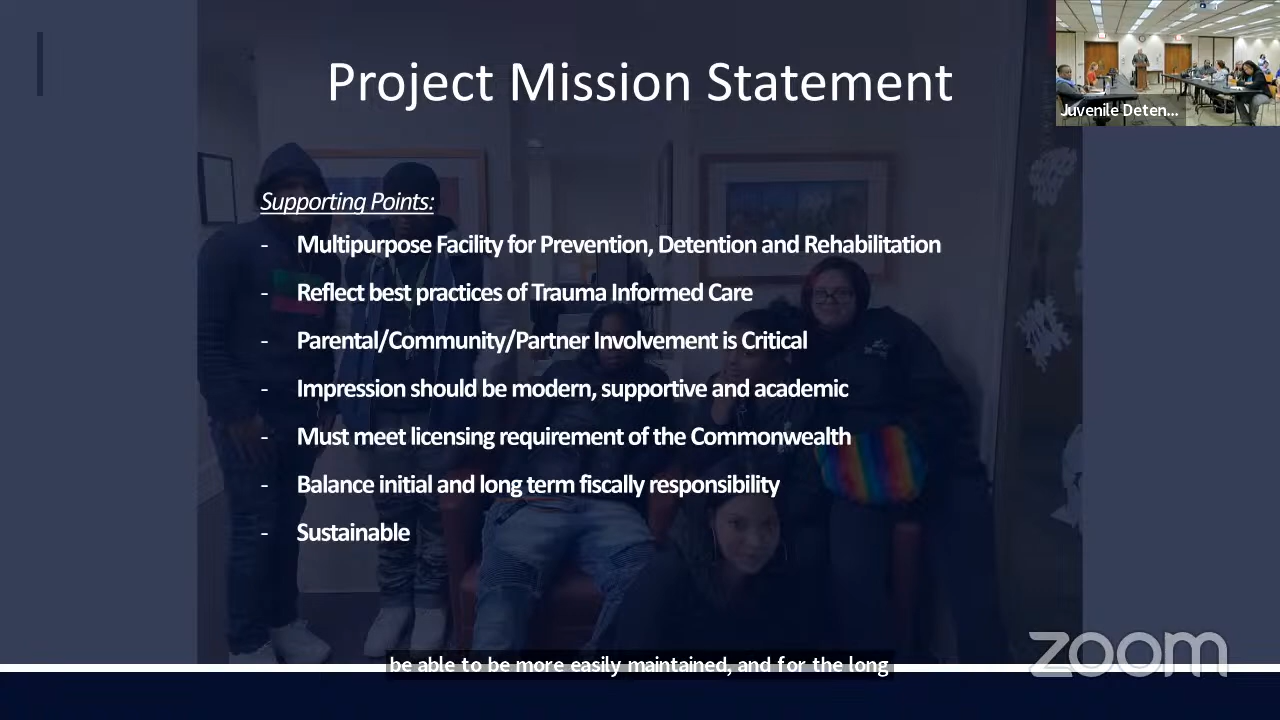 Project Mission Statement
Juvenile Deten...
Supporting Points:
- Multipurpose Facility for Prevention, Detention and Rehabilitation
- Reflect best practices of Trauma Informed Care
- Parental/Community/Partner Involvement is Critical
- Impression should be modern, supportive and academic
- Must meet licensing requirement of the Commonwealth
- Balance initial and long term fiscally responsibility
- Sustainable
be able to be more easily maintained, and for the long
zoom